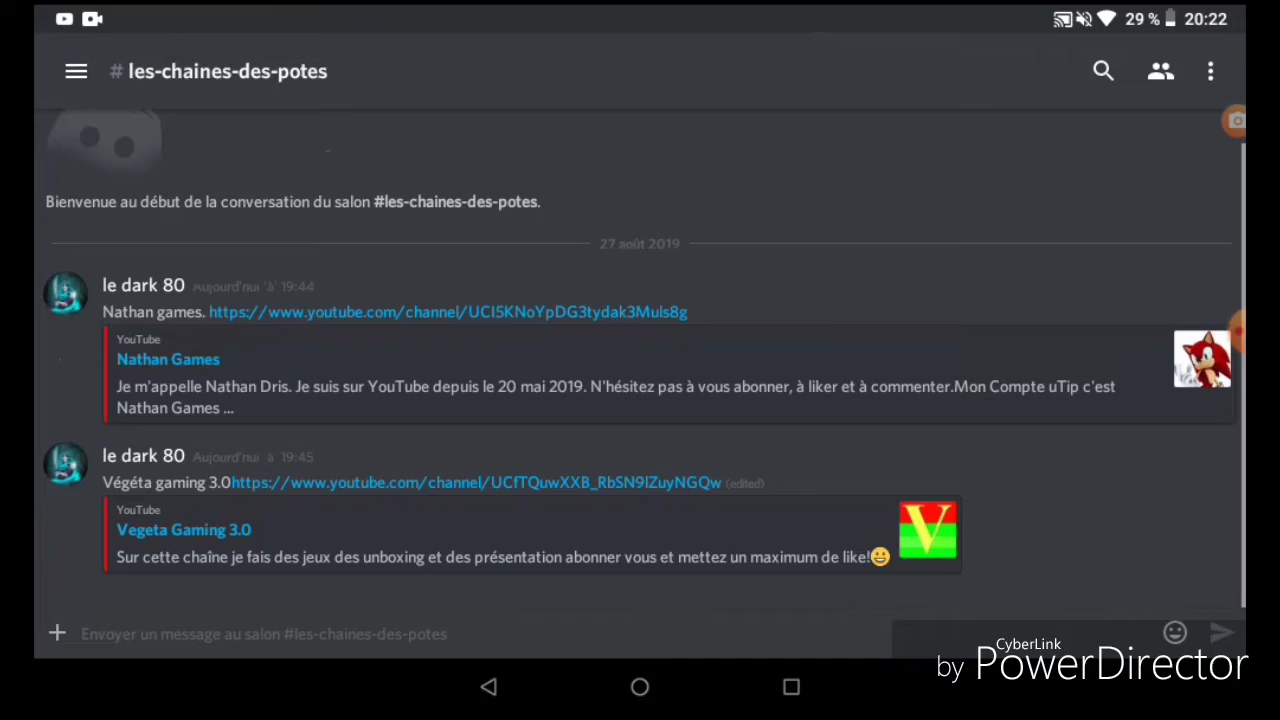 29 % 20:22
# les-chaines-des-potes
Bienvenue au début de la conversation du salon #les-chaines-des-potes.
27 août 2019
le dark 80 Aujourd'hui à 19:44
Nathan games. https://www.youtube.com/channel/UCI5KNoYpDG3tydak3Muls8g
YouTube
Nathan Games
Je m'appelle Nathan Dris. Je suis sur YouTube depuis le 20 mai 2019. N'hésitez pas à vous abonner, à liker et à commenter.Mon Compte uTip c'est
Nathan Games ...
le dark 80 Aujourd'hui à 19:45
Végéta gaming 3.0https://www.youtube.com/channel/UCfTQuwXXB_RbSN9lZuyNGQw (edited)
YouTube
Vegeta Gaming 3.0
V
Sur cette chaîne je fais des jeux des unboxing et des présentation abonner vous et mettez un maximum de like!😀
Envoyer un message au salon #les-chaines-des-potes
CyberLink
by PowerDirector